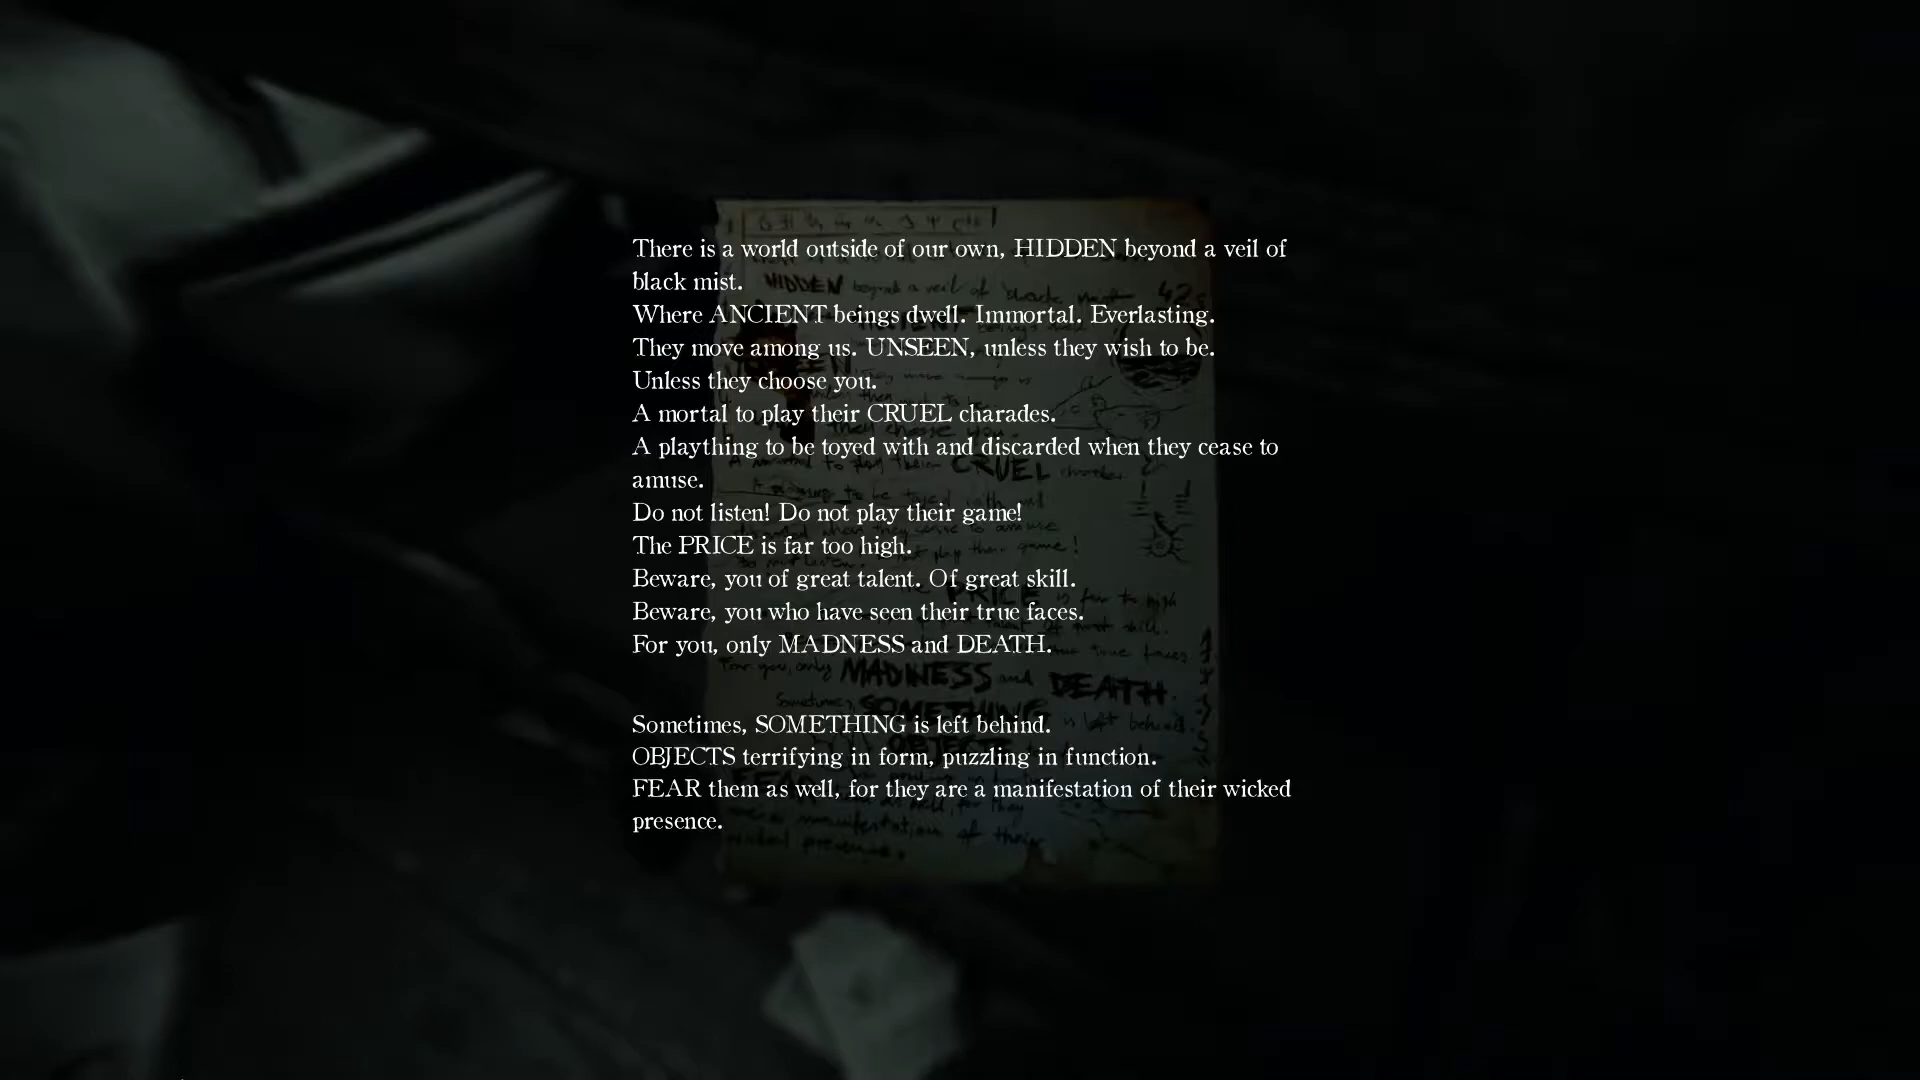 There is a world outside of our own, HIDDEN beyond a veil of
black mist.
Where ANCIENT beings dwell. Immortal. Everlasting.
They move among us. UNSEEN, unless they wish to be.
Unless they choose you.
A mortal to play their CRUEL charades.
A plaything to be toyed with and discarded when they cease to
amuse.
Do not listen! Do not play their game!
The PRICE is far too high.
Beware, you of great talent. Of great skill.
Beware, you who have seen their true faces.
For you, only MADNESS and DEATH.
Sometimes, SOMETHING is left behind.
OBJECTS terrifying in form, puzzling in function.
FEAR them as well, for they are a manifestation of their wicked
presence.